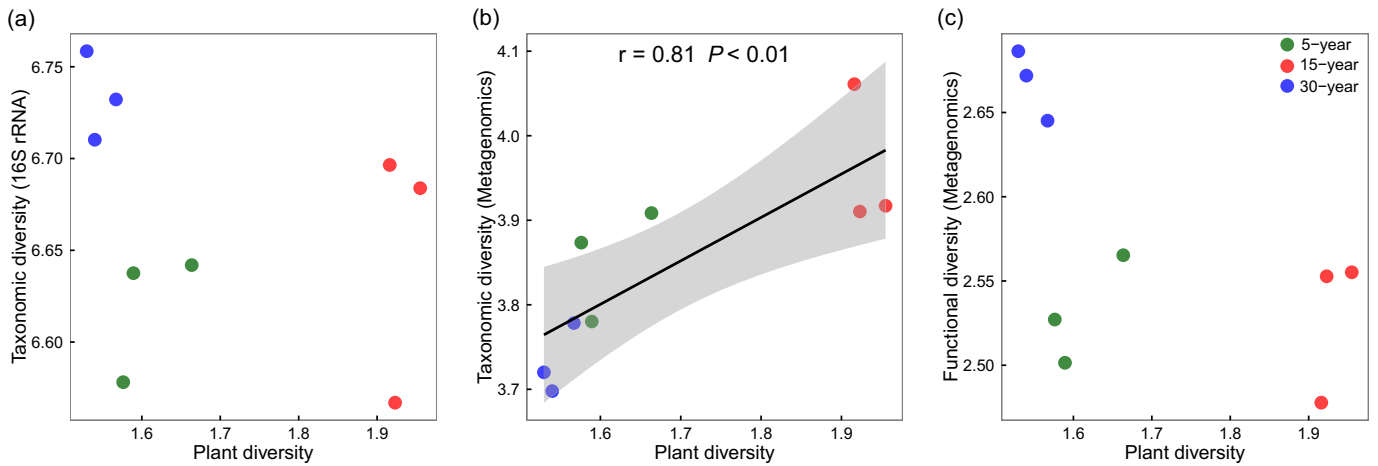 (a)
Taxonomic diversity (16S rRNA)
6.75
6.70
6.65
6.60
1.6 1.7 1.8 1.9
Plant diversity
(b)
r = 0.81 P < 0.01
Taxonomic diversity (Metagenomics)
4.1
4.0
3.9
3.8
3.7
1.6 1.7 1.8 1.9
Plant diversity
(c)
5−year
15−year
30−year
Functional diversity (Metagenomics)
2.65
2.60
2.55
2.50
1.6 1.7 1.8 1.9
Plant diversity